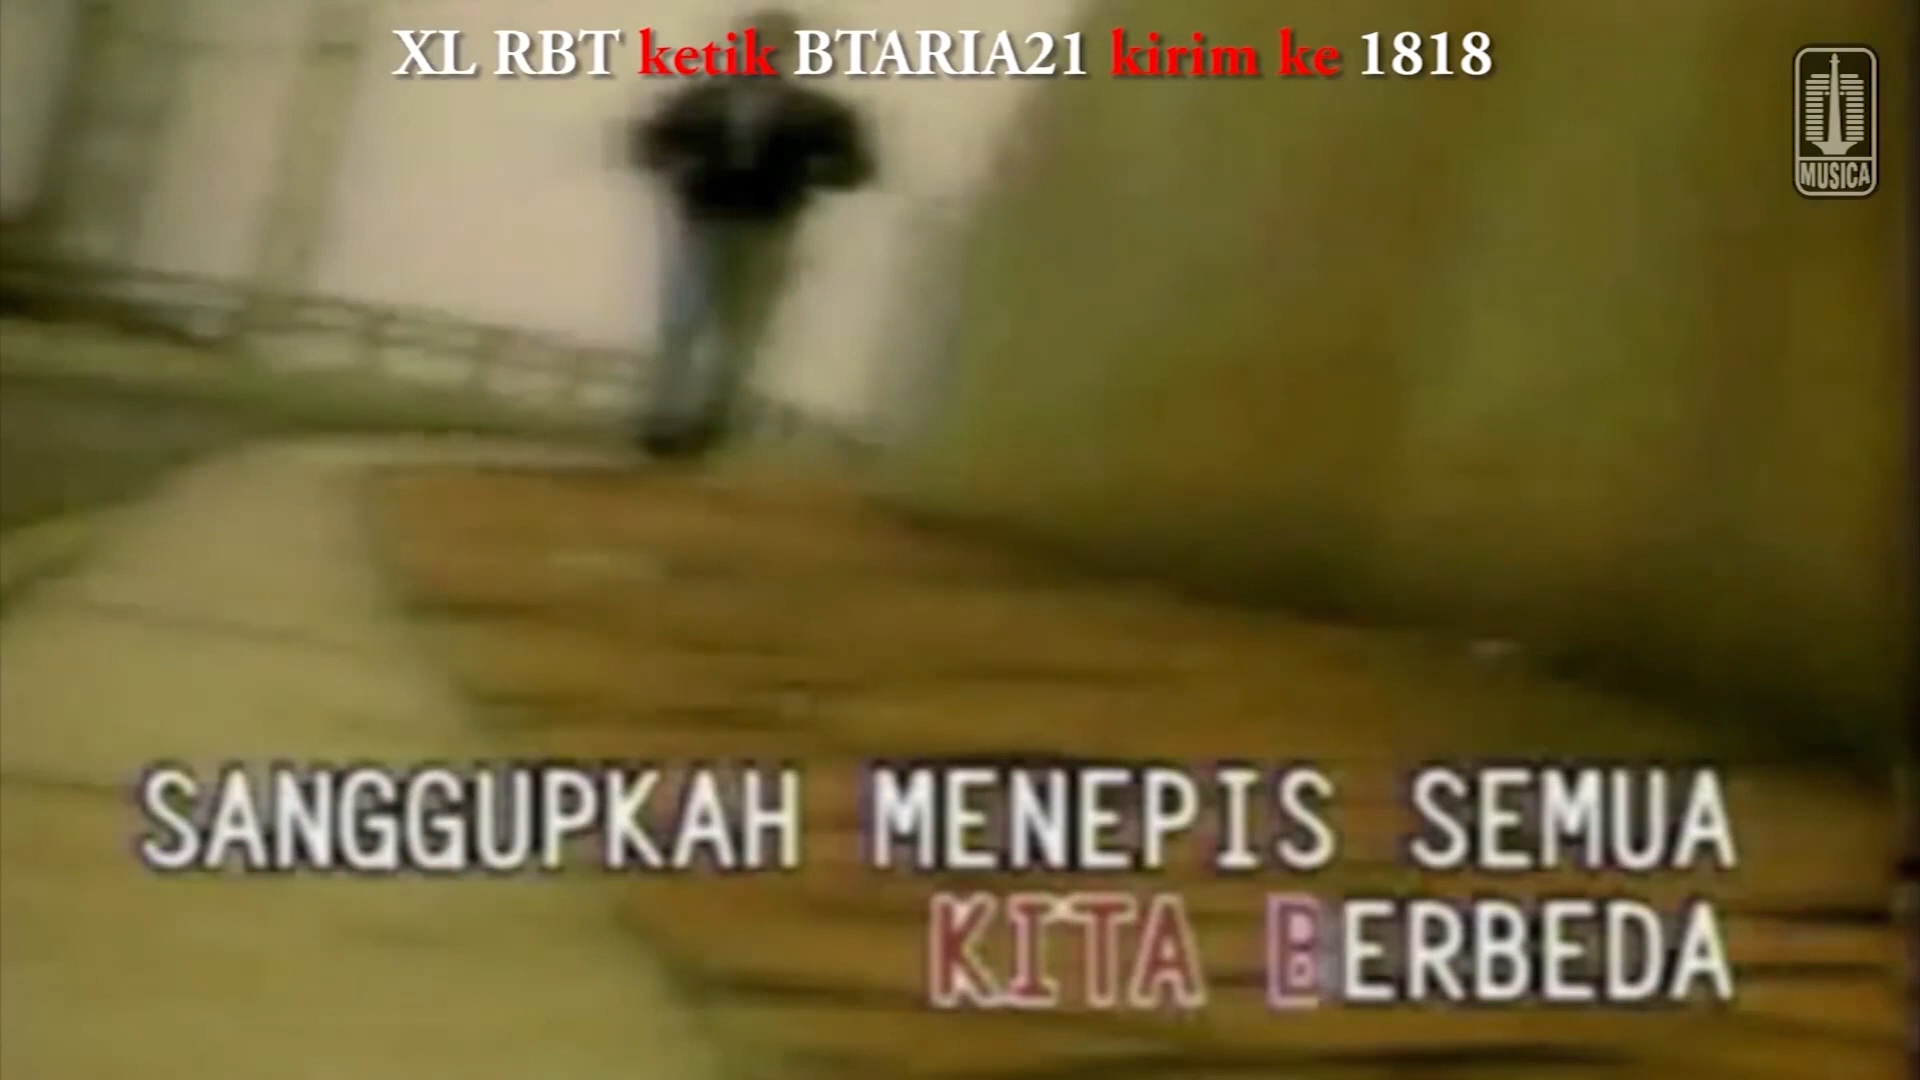 XL RBT ketik BTARIA21 kirim ke 1818
MUSICA
SANGGUPKAH MENEPIS SEMUA
KITA BERBEDA